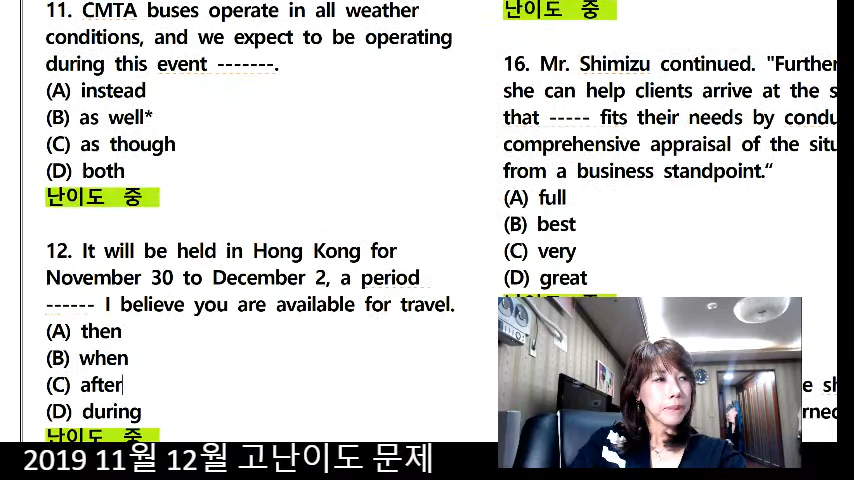 11. CMTA buses operate in all weather
conditions, and we expect to be operating
during this event -------.
(A) instead
(B) as well*
(C) as though
(D) both
난이도 중
12. It will be held in Hong Kong for
November 30 to December 2, a period
------ I believe you are available for travel.
(A) then
(B) when
(C) after
(D) during
난이도 중
난이도 중
16. Mr. Shimizu continued. "Further
she can help clients arrive at the s
that ----- fits their needs by condu
comprehensive appraisal of the situ
from a business standpoint."
(A) full
(B) best
(C) very
(D) great
2019 11월 12월 고난이도 문제